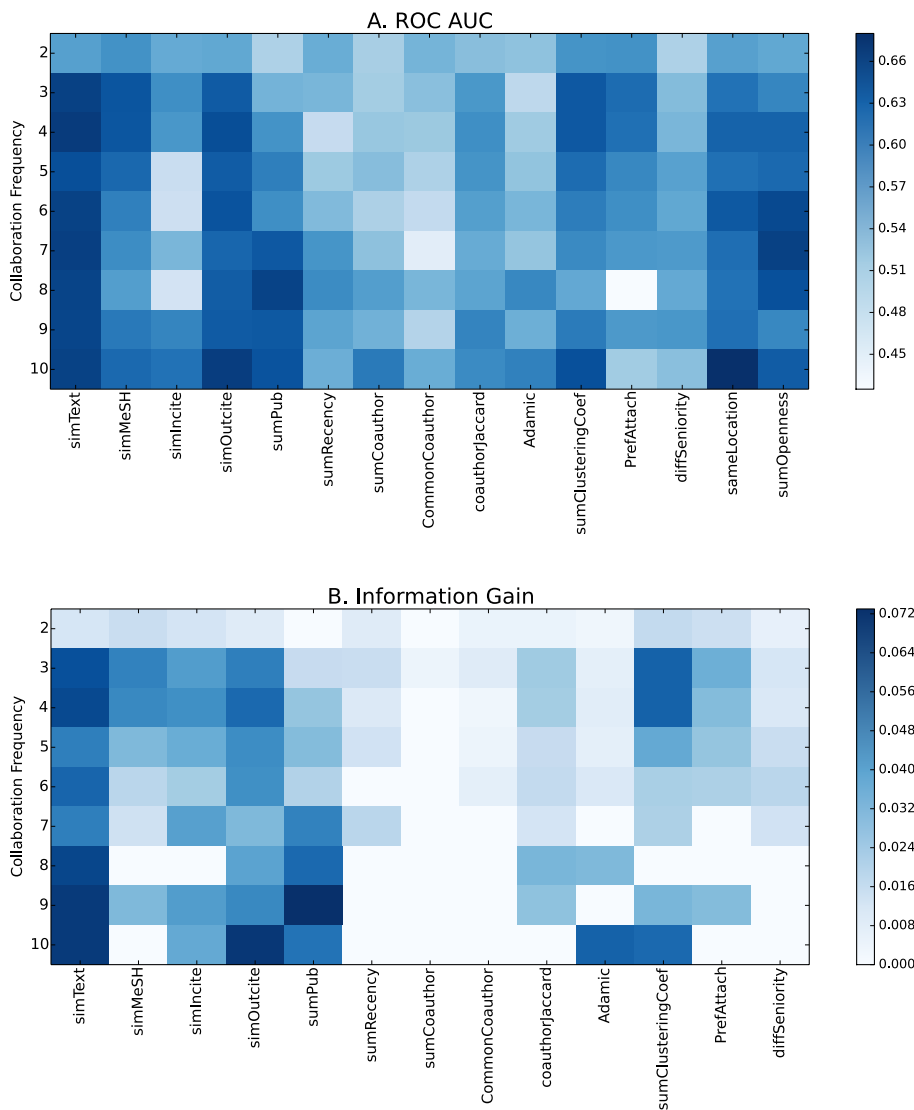 A. ROC AUC
Collaboration Frequency
2
3
4
5
6
7
8
9
10
simText
simMeSH
simIncite
simOutcite
sumPub
sumRecency
sumCoauthor
CommonCoauthor
coauthorJaccard
Adamic
sumClusteringCoef
PrefAttach
diffSeniority
sameLocation
sumOpenness
0.66
0.63
0.60
0.57
0.54
0.51
0.48
0.45
B. Information Gain
Collaboration Frequency
2
3
4
5
6
7
8
9
10
simText
simMeSH
simIncite
simOutcite
sumPub
sumRecency
sumCoauthor
CommonCoauthor
coauthorJaccard
Adamic
sumClusteringCoef
PrefAttach
diffSeniority
0.072
0.064
0.056
0.048
0.040
0.032
0.024
0.016
0.008
0.000